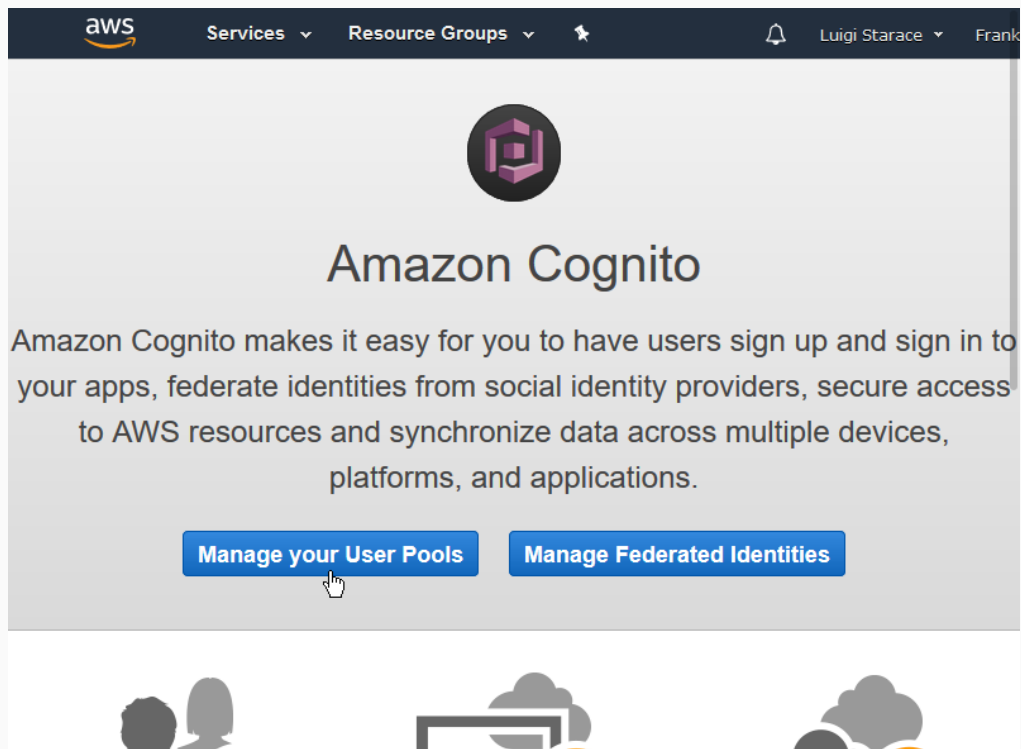 aws Services Resource Groups Luigi Starace Frank
Amazon Cognito
Amazon Cognito makes it easy for you to have users sign up and sign in to
your apps, federate identities from social identity providers, secure access
to AWS resources and synchronize data across multiple devices,
platforms, and applications.
Manage your User Pools Manage Federated Identities